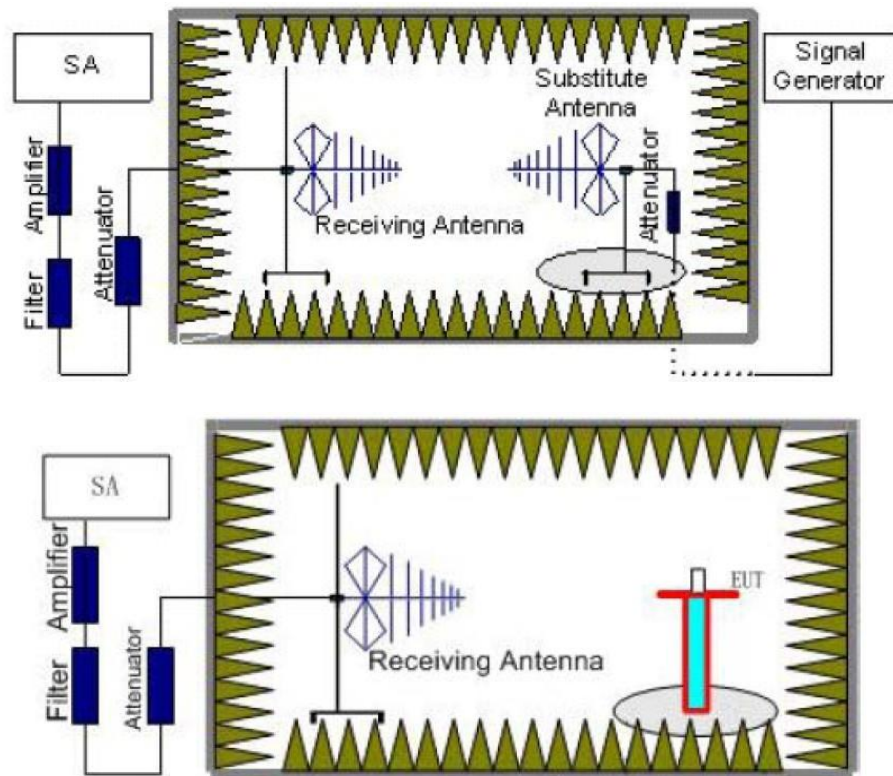 SA
Signal
Generator
Substitute
Antenna
Amplifier
Attenuator
Filter
Receiving Antenna
Attenuator
SA
EUT
Amplifier
Receiving Antenna
Filter
Attenuator